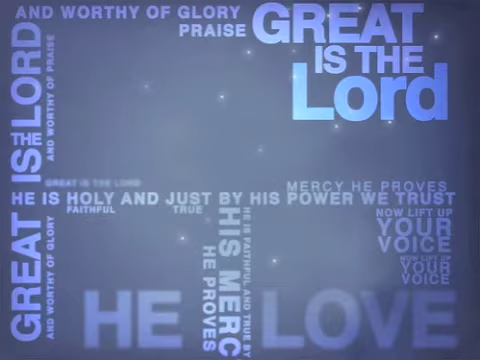 AND WORTHY OF GLORY
PRAISE
GREAT
IS THE
Lord
GREAT IS THE LORD
AND WORTHY OF PRAISE
AND WORTHY OF GLORY
GREAT IS THE LORD
MERCY HE PROVES
HE IS HOLY AND JUST BY HIS POWER WE TRUST
FAITHFUL TRUE
NOW LIFT UP
YOUR
VOICE
NOW LIFT UP
YOUR
VOICE
HE PROVES
HIS MERC
HE IS FAITHFUL AND TRUE BY
HE LOVE